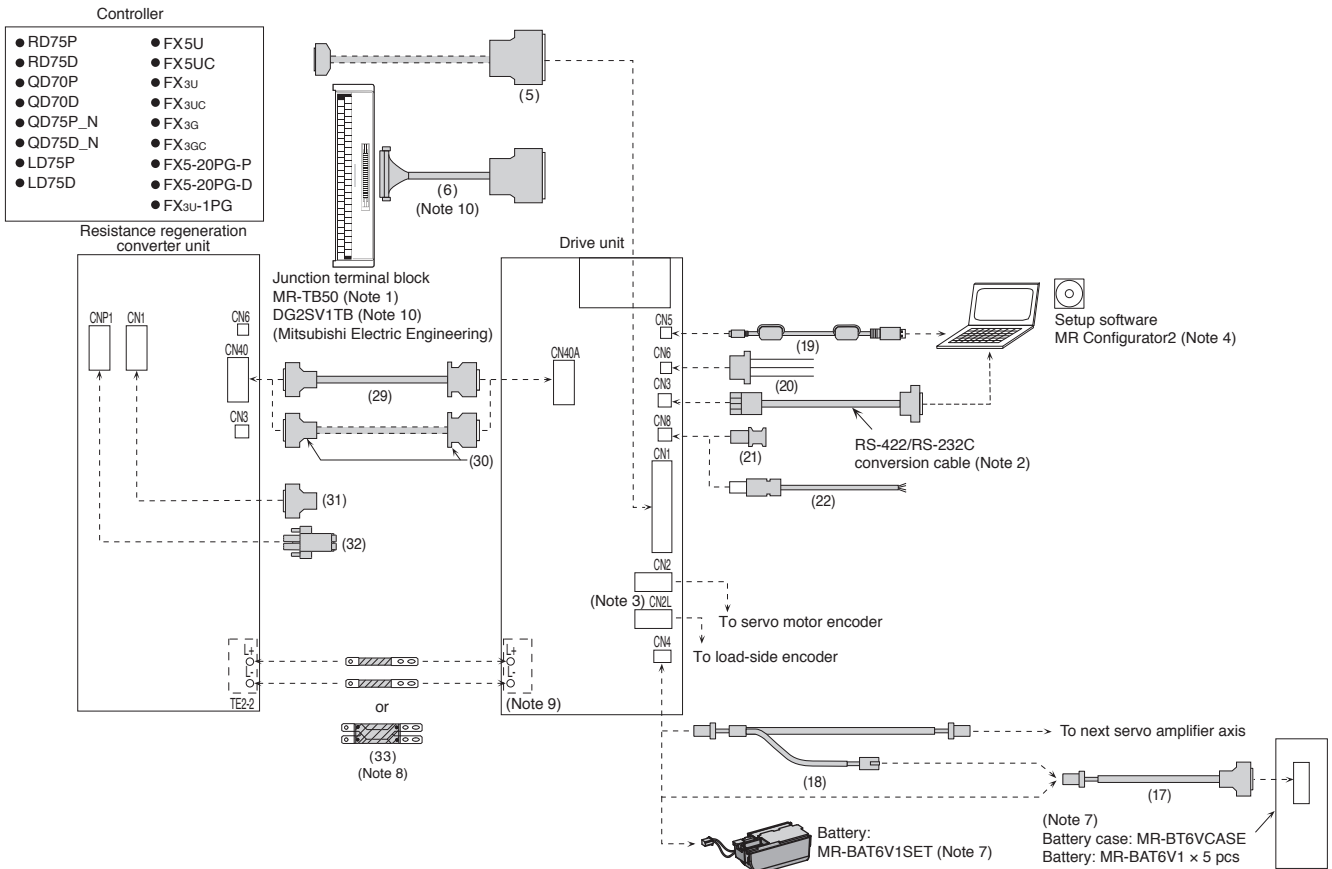 Controller
● RD75P
● RD75D
● QD70P
● QD70D
● QD75P_N
● QD75D_N
● LD75P
● LD75D
● FX5U
● FX5UC
● FX3U
● FX3UC
● FX3G
● FX3GC
● FX5-20PG-P
● FX5-20PG-D
● FX3U-1PG
(5)
(6)
(Note 10)
Junction terminal block
MR-TB50 (Note 1)
DG2SV1TB (Note 10)
(Mitsubishi Electric Engineering)
Resistance regeneration
converter unit
CNP1
CN1
CN6
CN40
CN3
L+
L-
TE2-2
(29)
(30)
(31)
(32)
or
(33)
(Note 8)
Drive unit
CN40A
CN5
CN6
CN3
CN8
CN1
CN2
(Note 3)
CN2L
CN4
L+
L-
(Note 9)
(19)
(20)
Setup software
MR Configurator2 (Note 4)
RS-422/RS-232C
conversion cable (Note 2)
(21)
(22)
To servo motor encoder
To load-side encoder
To next servo amplifier axis
(18)
(17)
Battery:
MR-BAT6V1SET (Note 7)
(Note 7)
Battery case: MR-BT6VCASE
Battery: MR-BAT6V1 × 5 pcs